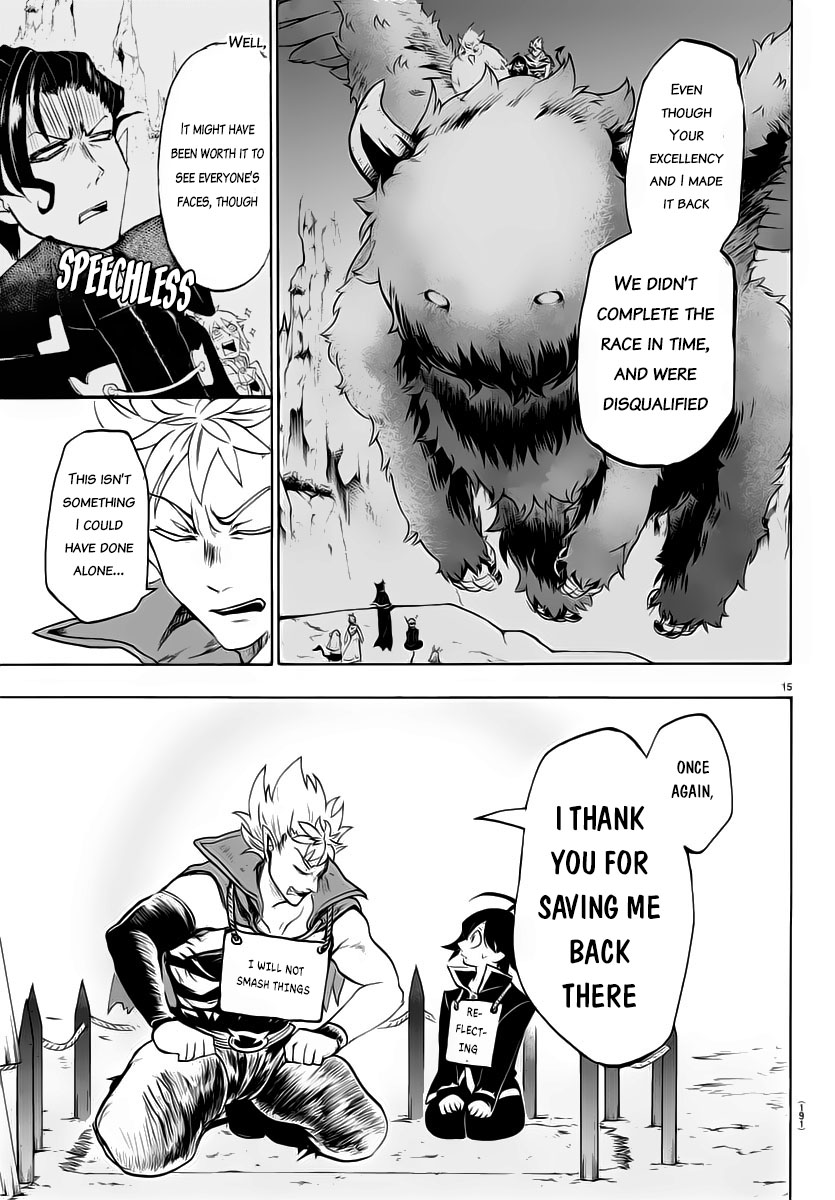 EVEN
THOUGH
YOUR
EXCELLENCY
AND I MADE
IT BACK
WE DIDN'T
COMPLETE THE
RACE IN TIME,
AND WERE
DISQUALIFIED
WELL,
IT MIGHT HAVE
BEEN WORTH IT TO
SEE EVERYONE'S
FACES, THOUGH
SPEECHLESS
THIS ISN'T
SOMETHING
I COULD
HAVE DONE
ALONE...
15
ONCE
AGAIN,
I THANK
YOU FOR
SAVING ME
BACK
THERE
I WILL NOT
SMASH THINGS
RE-
FLECT-
ING
(191)